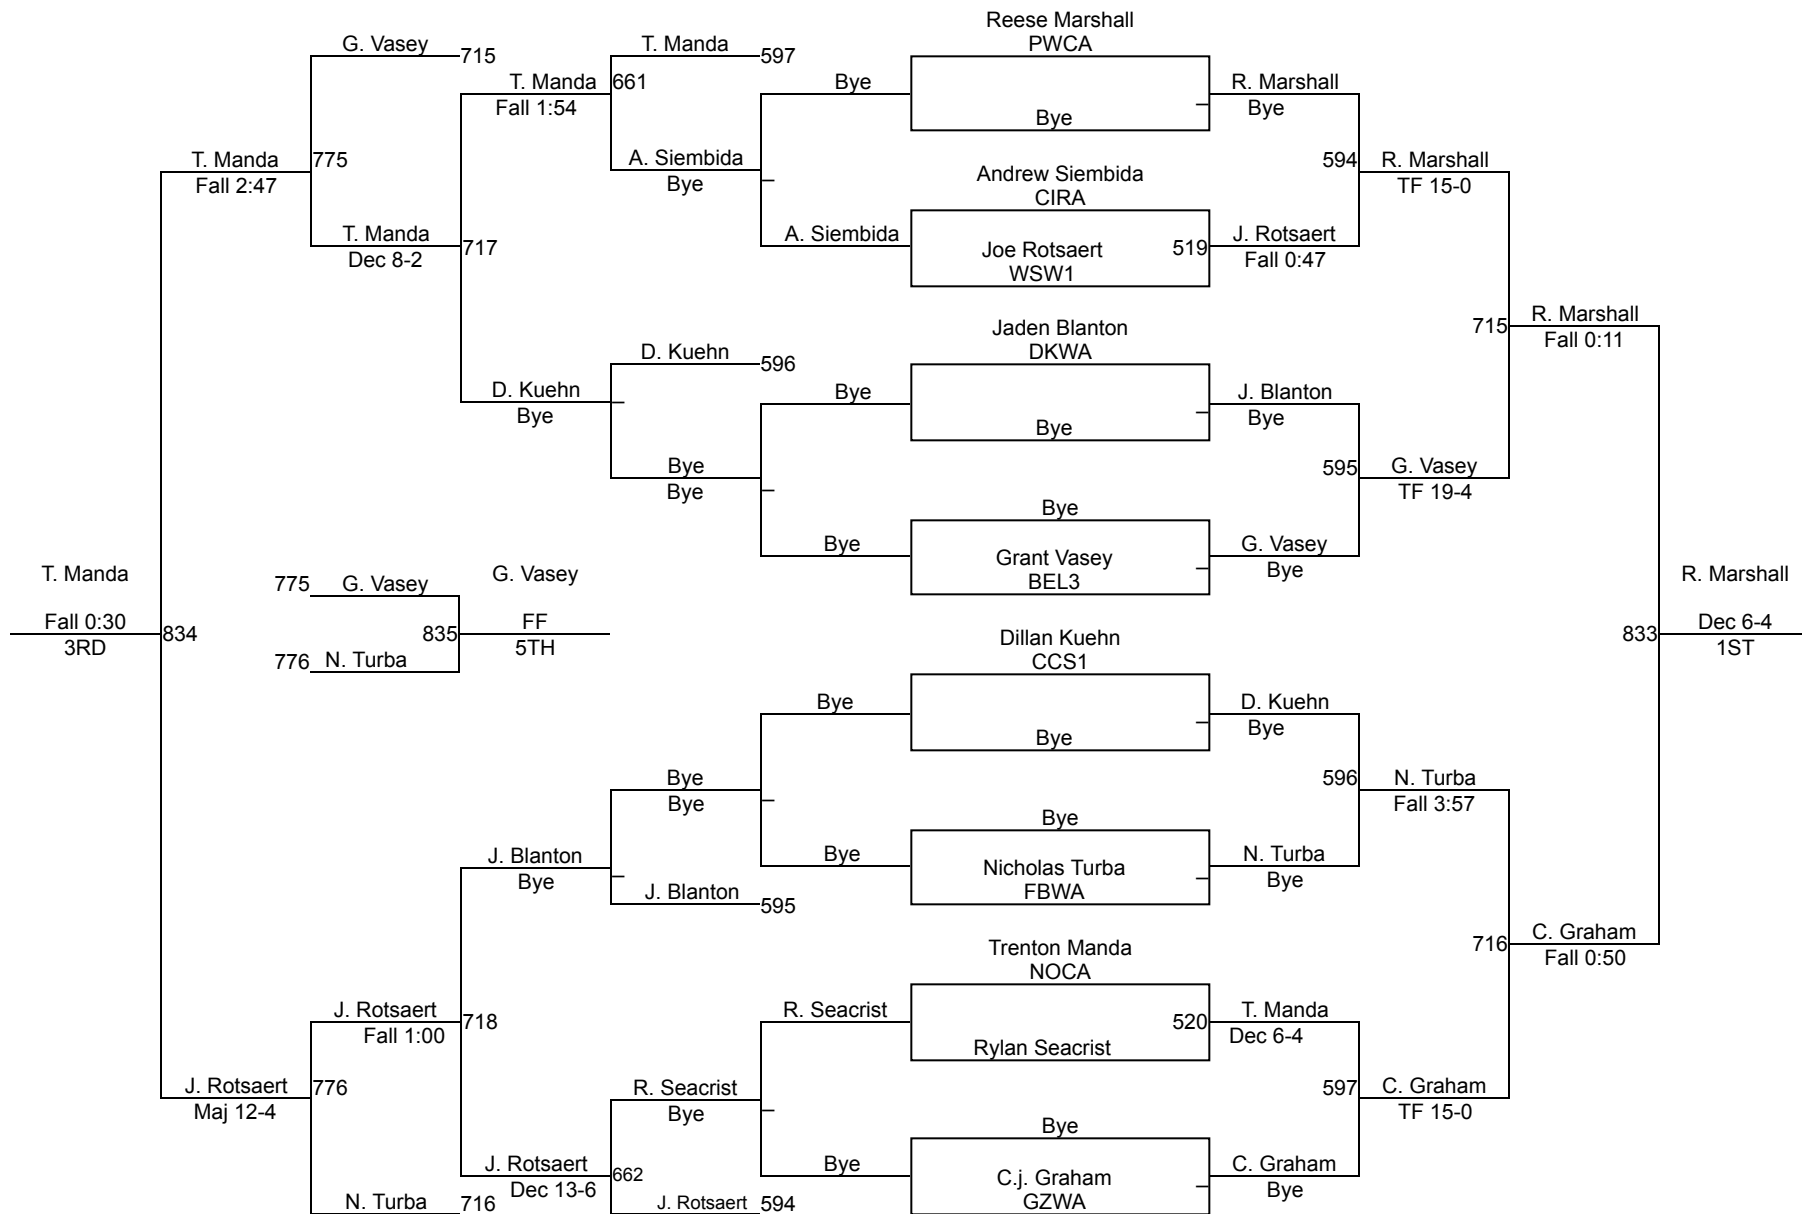 Reese Marshall
PWCA
G. Vasey
715
T. Manda
597
T. Manda
661
Fall 1:54
Bye
R. Marshall
Bye
Bye
T. Manda
775
Fall 2:47
A. Siembida
Bye
594
R. Marshall
TF 15-0
Andrew Siembida
CIRA
T. Manda
717
Dec 8-2
A. Siembida
Joe Rotsaert
WSW1
519
J. Rotsaert
Fall 0:47
Jaden Blanton
DKWA
715
R. Marshall
Fall 0:11
D. Kuehn
596
D. Kuehn
Bye
Bye
J. Blanton
Bye
Bye
Bye
Bye
595
G. Vasey
TF 19-4
Bye
Bye
Grant Vasey
BEL3
G. Vasey
Bye
T. Manda
775
G. Vasey
G. Vasey
R. Marshall
Fall 0:30
834
3RD
835
FF
5TH
833
Dec 6-4
1ST
776
N. Turba
Dillan Kuehn
CCS1
Bye
D. Kuehn
Bye
Bye
Bye
Bye
596
N. Turba
Fall 3:57
Bye
J. Blanton
Bye
Bye
Nicholas Turba
FBWA
N. Turba
Bye
J. Blanton
595
716
C. Graham
Fall 0:50
Trenton Manda
NOCA
J. Rotsaert
718
Fall 1:00
R. Seacrist
520
T. Manda
Dec 6-4
Rylan Seacrist
J. Rotsaert
776
Maj 12-4
R. Seacrist
Bye
597
C. Graham
TF 15-0
Bye
J. Rotsaert
662
Dec 13-6
Bye
C.j. Graham
GZWA
C. Graham
Bye
N. Turba
716
J. Rotsaert
594